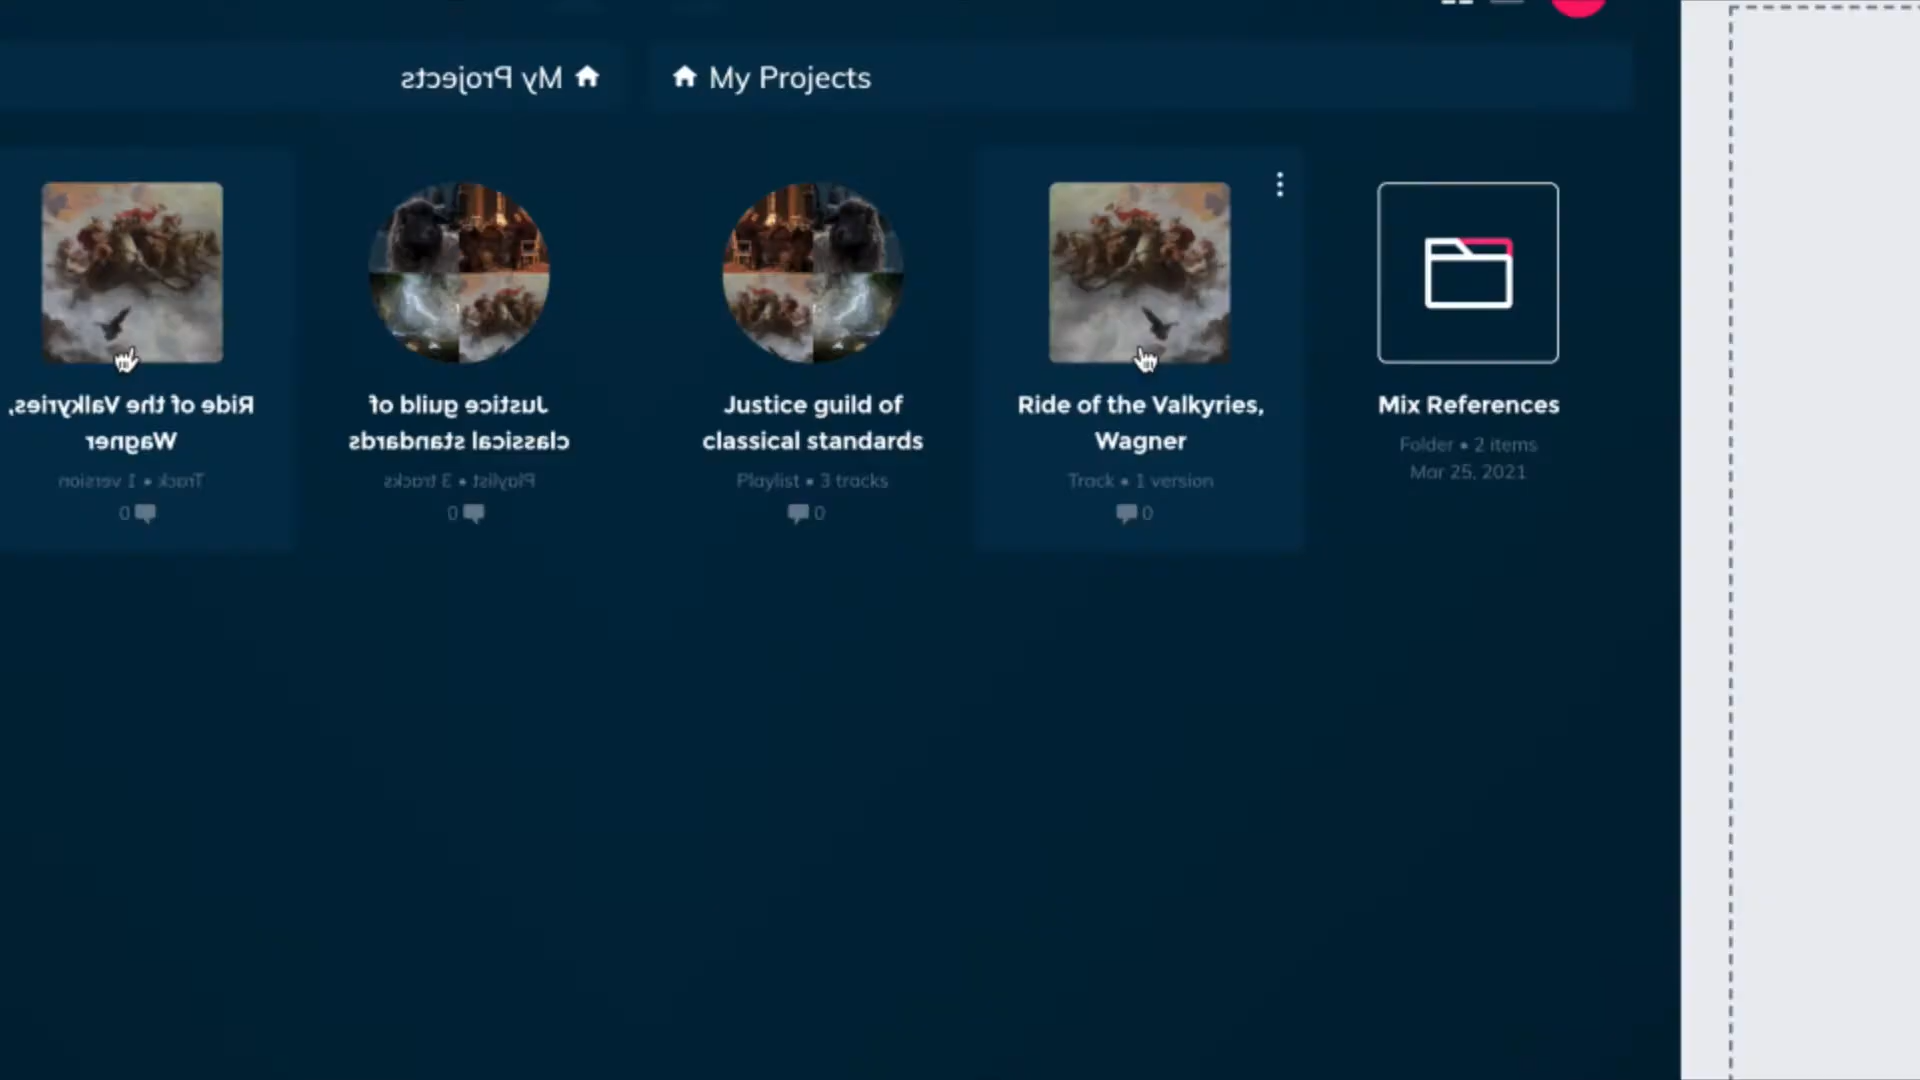 My Projects
My Projects
Ride of the Valkyries,
Wagner
Track • 1 version
0
Justice guild of
classical standards
Playlist • 3 tracks
0
Justice guild of
classical standards
Playlist • 3 tracks
0
Ride of the Valkyries,
Wagner
Track • 1 version
0
Mix References
Folder • 2 items
Mar 25, 2021